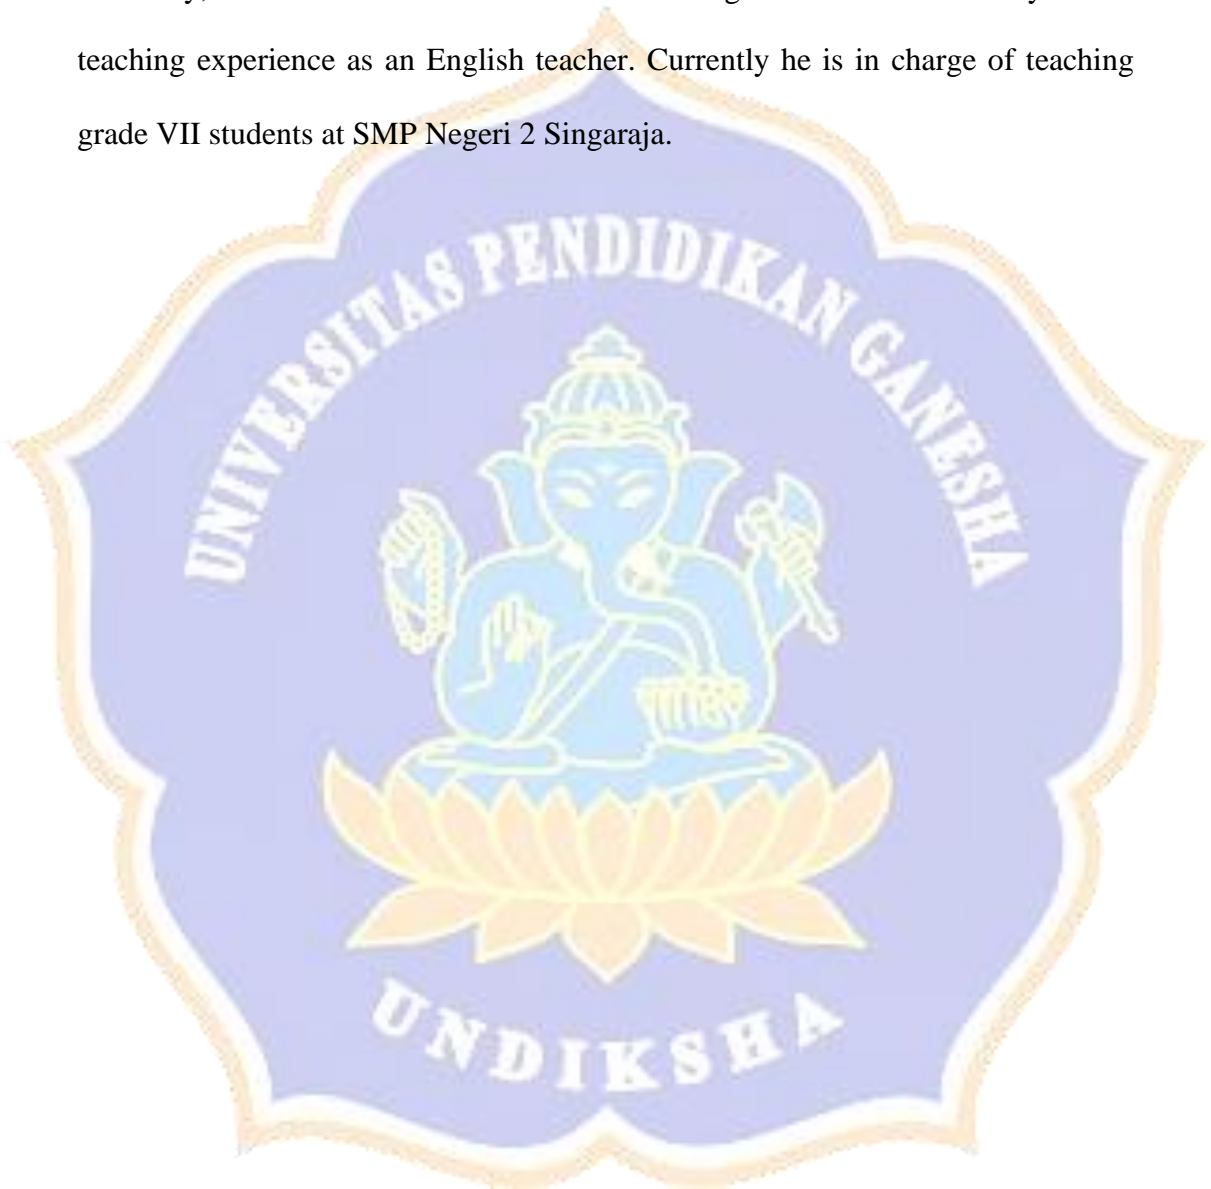 teaching experience as an English teacher. Currently he is in charge of teaching
grade VII students at SMP Negeri 2 Singaraja.
UNIVERSITAS PENDIDIKAN GANESHA
UNDIKSHA